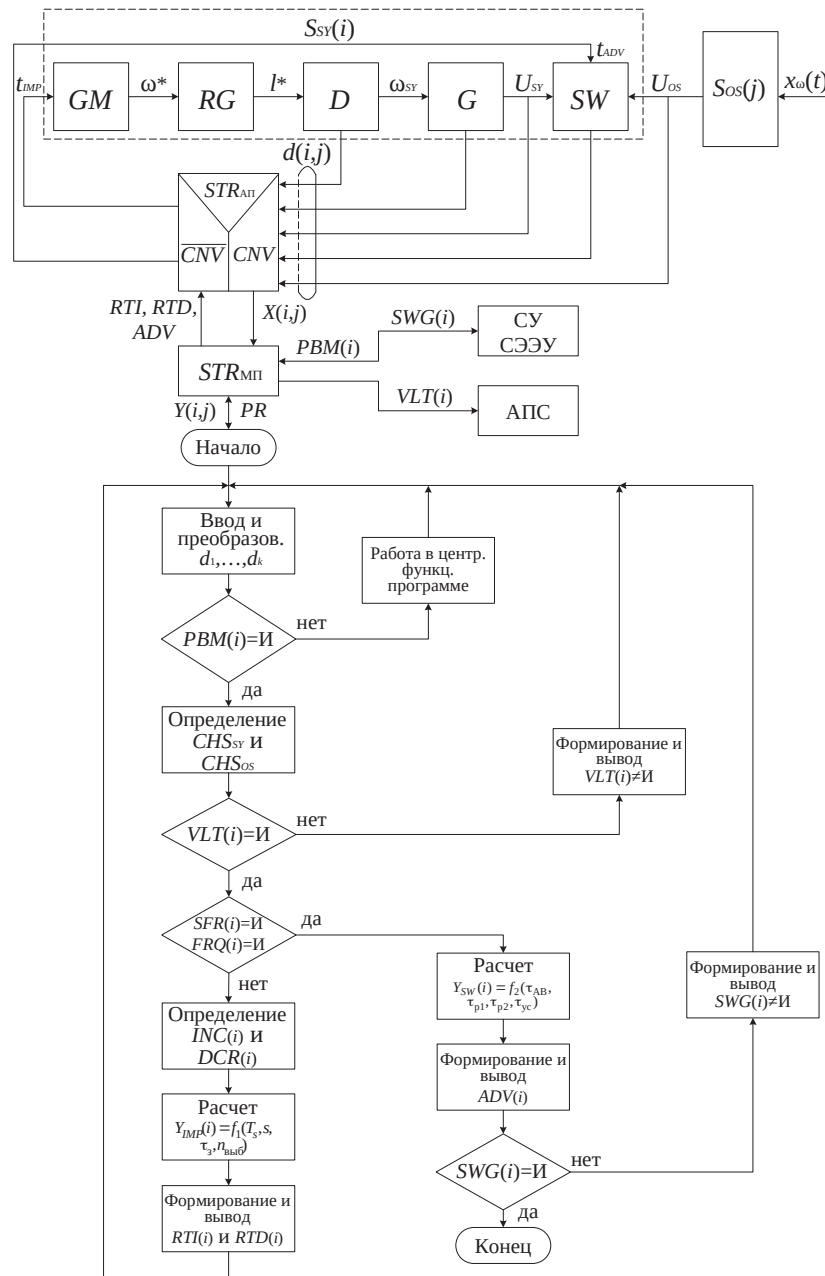 S_SY(i)
t_ADV
x_ω(t)
t_IMP
GM
ω*
RG
l*
D
ω_SY
G
U_SY
SW
U_OS
S_OS(j)
d(i,j)
STR_АП
C̅N̅V̅
CNV
RTI, RTD,
ADV
X(i,j)
SWG(i)
СУ
СЭЭУ
PBM(i)
STR_МП
VLT(i)
АПС
Y(i,j)
PR
Начало
Ввод и
преобразов.
d₁,…,d_k
Работа в центр.
функц.
программе
PBM(i)=И
нет
да
Определение
CHS_SY и
CHS_OS
Формирование и
вывод
VLT(i)≠И
VLT(i)=И
нет
да
SFR(i)=И
FRQ(i)=И
да
нет
Расчет
Y_SW(i) = f₂(τ_АВ,
τ_р1,τ_р2,τ_ус)
Формирование и
вывод
SWG(i)≠И
Определение
INC(i) и
DCR(i)
Формирование и
вывод
ADV(i)
Расчет
Y_IMP(i) =f₁(T_s,s,
τ_з,n_выб)
SWG(i)=И
нет
да
Формирование и
вывод
RTI(i) и RTD(i)
Конец